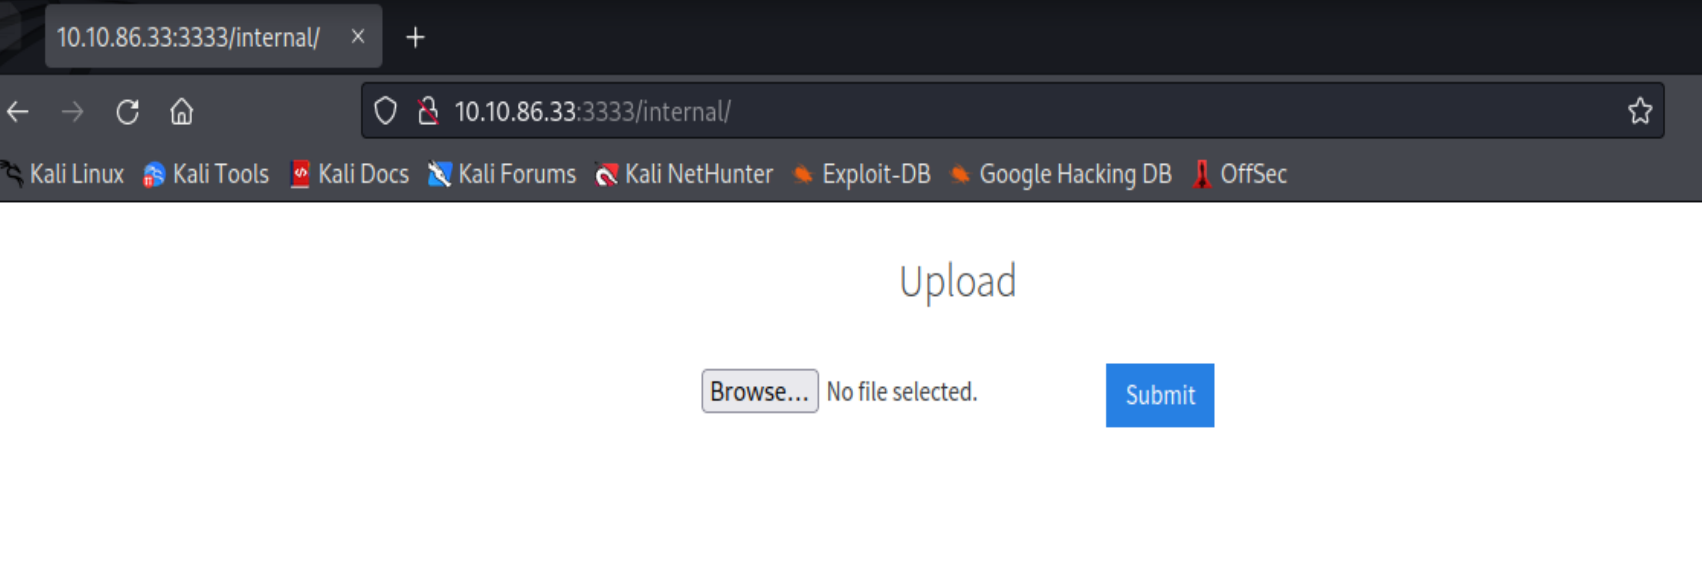 10.10.86.33:3333/internal/
10.10.86.33:3333/internal/
Kali Linux Kali Tools Kali Docs Kali Forums Kali NetHunter Exploit-DB Google Hacking DB OffSec
Upload
Browse... No file selected. Submit